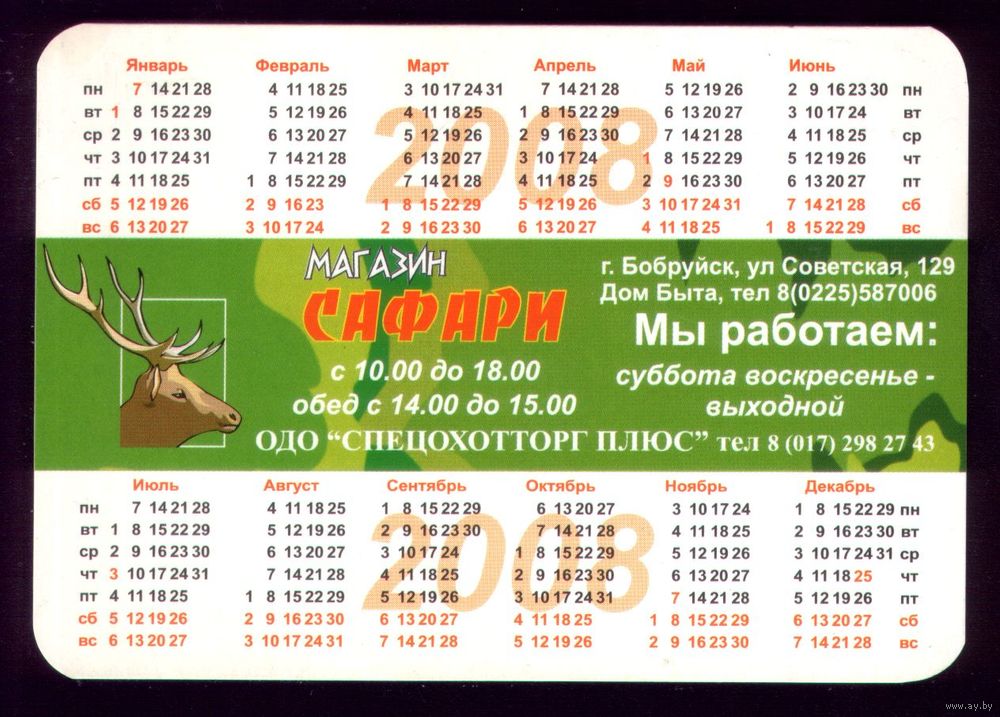 Январь Февраль Март Апрель Май Июнь
пн 7 14 21 28 4 11 18 25 3 10 17 24 31 7 14 21 28 5 12 19 26 2 9 16 23 30 пн
вт 1 8 15 22 29 5 12 19 26 4 11 18 25 1 8 15 22 29 6 13 20 27 3 10 17 24 вт
ср 2 9 16 23 30 6 13 20 27 5 12 19 26 2 9 16 23 30 7 14 21 28 4 11 18 25 ср
чт 3 10 17 24 31 7 14 21 28 6 13 20 27 3 10 17 24 1 8 15 22 29 5 12 19 26 чт
пт 4 11 18 25 1 8 15 22 29 7 14 21 28 4 11 18 25 2 9 16 23 30 6 13 20 27 пт
сб 5 12 19 26 2 9 16 23 1 8 15 22 29 5 12 19 26 3 10 17 24 31 7 14 21 28 сб
вс 6 13 20 27 3 10 17 24 2 9 16 23 30 6 13 20 27 4 11 18 25 1 8 15 22 29 вс
2008
МАГАЗИН
САФАРИ
с 10.00 до 18.00
обед с 14.00 до 15.00
г. Бобруйск, ул Советская, 129
Дом Быта, тел 8(0225)587006
Мы работаем:
суббота воскресенье -
выходной
ОДО “СПЕЦОХОТТОРГ ПЛЮС” тел 8 (017) 298 27 43
Июль Август Сентябрь Октябрь Ноябрь Декабрь
пн 7 14 21 28 4 11 18 25 1 8 15 22 29 6 13 20 27 3 10 17 24 1 8 15 22 29 пн
вт 1 8 15 22 29 5 12 19 26 2 9 16 23 30 7 14 21 28 4 11 18 25 2 9 16 23 30 вт
ср 2 9 16 23 30 6 13 20 27 3 10 17 24 1 8 15 22 29 5 12 19 26 3 10 17 24 31 ср
чт 3 10 17 24 31 7 14 21 28 4 11 18 25 2 9 16 23 30 6 13 20 27 4 11 18 25 чт
пт 4 11 18 25 1 8 15 22 29 5 12 19 26 3 10 17 24 31 7 14 21 28 5 12 19 26 пт
сб 5 12 19 26 2 9 16 23 30 6 13 20 27 4 11 18 25 1 8 15 22 29 6 13 20 27 сб
вс 6 13 20 27 3 10 17 24 31 7 14 21 28 5 12 19 26 2 9 16 23 30 7 14 21 28 вс
2008
www.ay.by